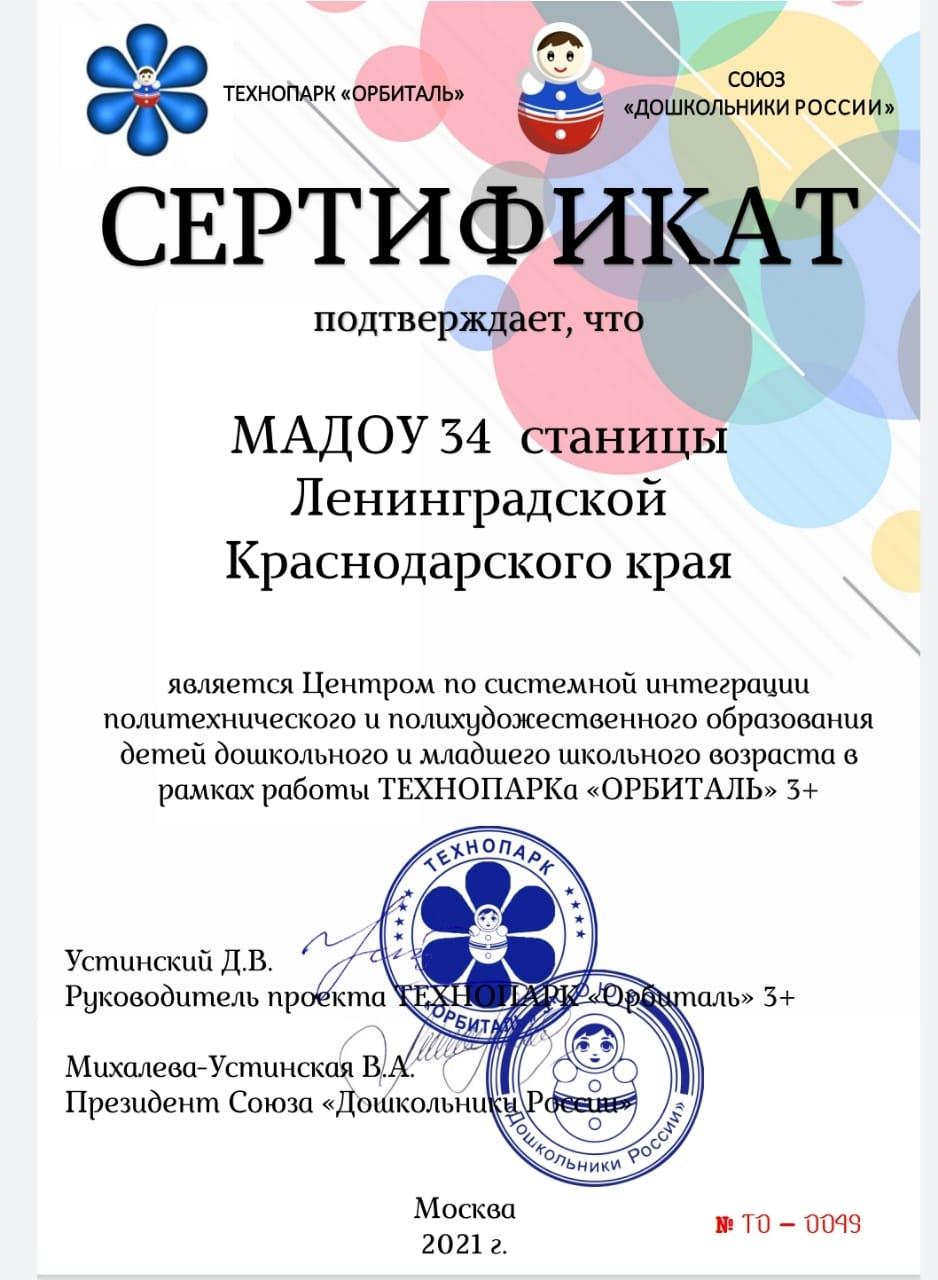 ТЕХНОПАРК «ОРБИТАЛЬ»
СОЮЗ
«ДОШКОЛЬНИКИ РОССИИ»
СЕРТИФИКАТ
подтверждает, что
МАДОУ 34 станицы
Ленинградской
Краснодарского края
является Центром по системной интеграции
политехнического и полихудожественного образования
детей дошкольного и младшего школьного возраста в
рамках работы ТЕХНОПАРКа «ОРБИТАЛЬ» 3+
ТЕХНОПАРК
«ОРБИТАЛЬ»
Устинский Д.В.
Руководитель проекта ТЕХНОПАРК «Орбиталь» 3+
СОЮЗ
Михалева-Устинская В.А.
Президент Союза «Дошкольники России»
«Дошкольники России»
Москва
2021 г.
№ ТО – 0049